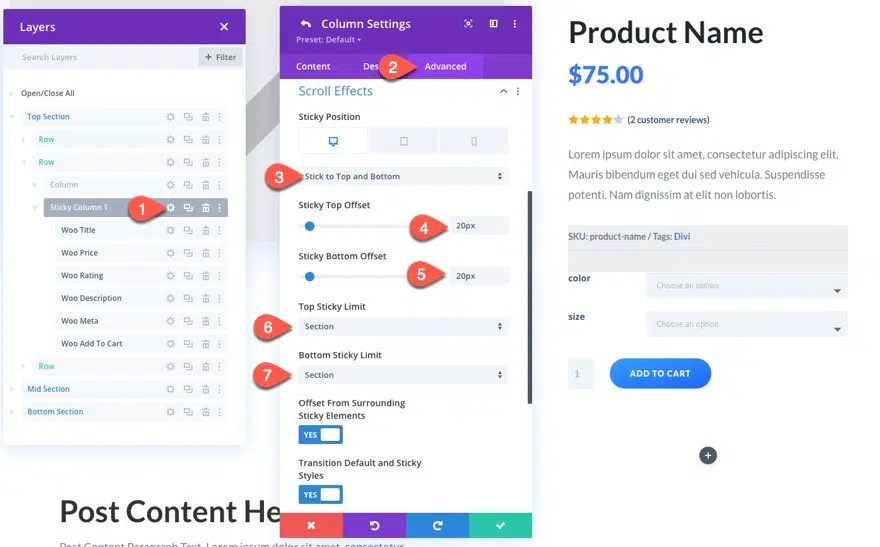 Layers
Search Layers
Filter
Open/Close All
Top Section
Row
Row
Column
Sticky Column 1
1
Woo Title
Woo Price
Woo Rating
Woo Description
Woo Meta
Woo Add To Cart
Row
Mid Section
Bottom Section
Column Settings
Preset: Default
Content
Des
2
Advanced
Scroll Effects
Sticky Position
3
Stick to Top and Bottom
Sticky Top Offset
4
20px
Sticky Bottom Offset
5
20px
Top Sticky Limit
6
Section
Bottom Sticky Limit
7
Section
Offset From Surrounding
Sticky Elements
YES
Transition Default and Sticky
Styles
YES
Product Name
$75.00
(2 customer reviews)
Lorem ipsum dolor sit amet, consectetur adipiscing elit.
Mauris bibendum eget dui sed vehicula. Suspendisse
potenti. Nam dignissim at elit non lobortis.
SKU: product-name / Tags: Divi
color
Choose an option
size
Choose an option
1
ADD TO CART
Post Content He
Post Content Paragraph Text. Lorem ipsum dolor sit amet, consectetur